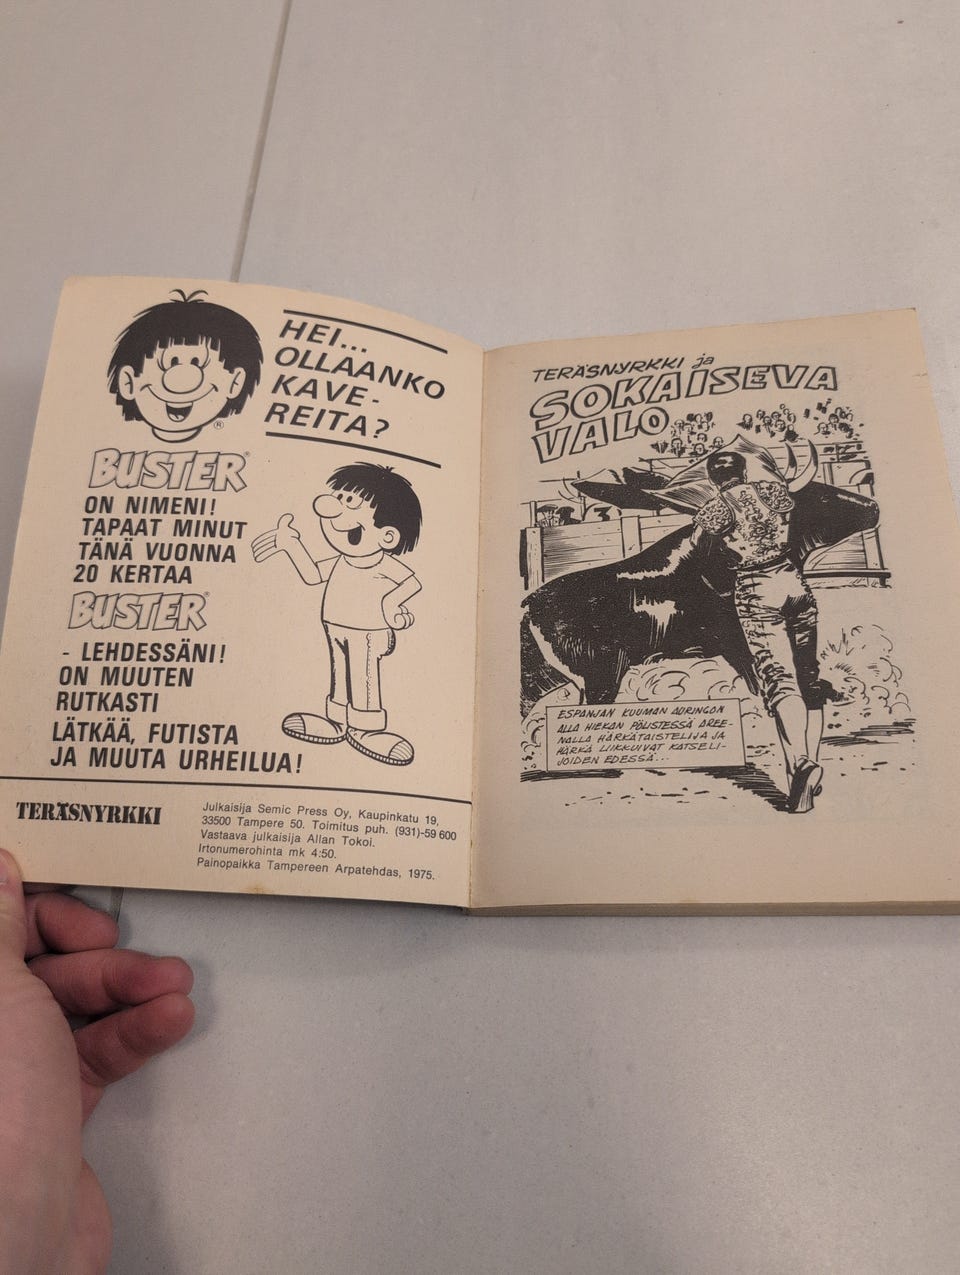 HEI...
OLLAANKO
KAVE-
REITA?
BUSTER®
ON NIMENI!
TAPAAT MINUT
TÄNÄ VUONNA
20 KERTAA
BUSTER®
- LEHDESSÄNI!
ON MUUTEN
RUTKASTI
LÄTKÄÄ, FUTISTA
JA MUUTA URHEILUA!
TERÄSNYRKKI
Julkaisija Semic Press Oy, Kaupinkatu 19,
33500 Tampere 50. Toimitus puh. (931)-59 600
Vastaava julkaisija Allan Tokoi.
Irtonumerohinta mk 4:50.
Painopaikka Tampereen Arpatehdas, 1975.
TERÄSNYRKKI ja
SOKAISEVA
VALO
ESPANJAN KUUMAN AURINGON
ALLA HIEKAN PÖLISTESSÄ AREE-
NALLA HÄRKÄTAISTELIJA JA
HÄRKÄ LIIKKUIVAT KATSELI-
JOIDEN EDESSÄ...